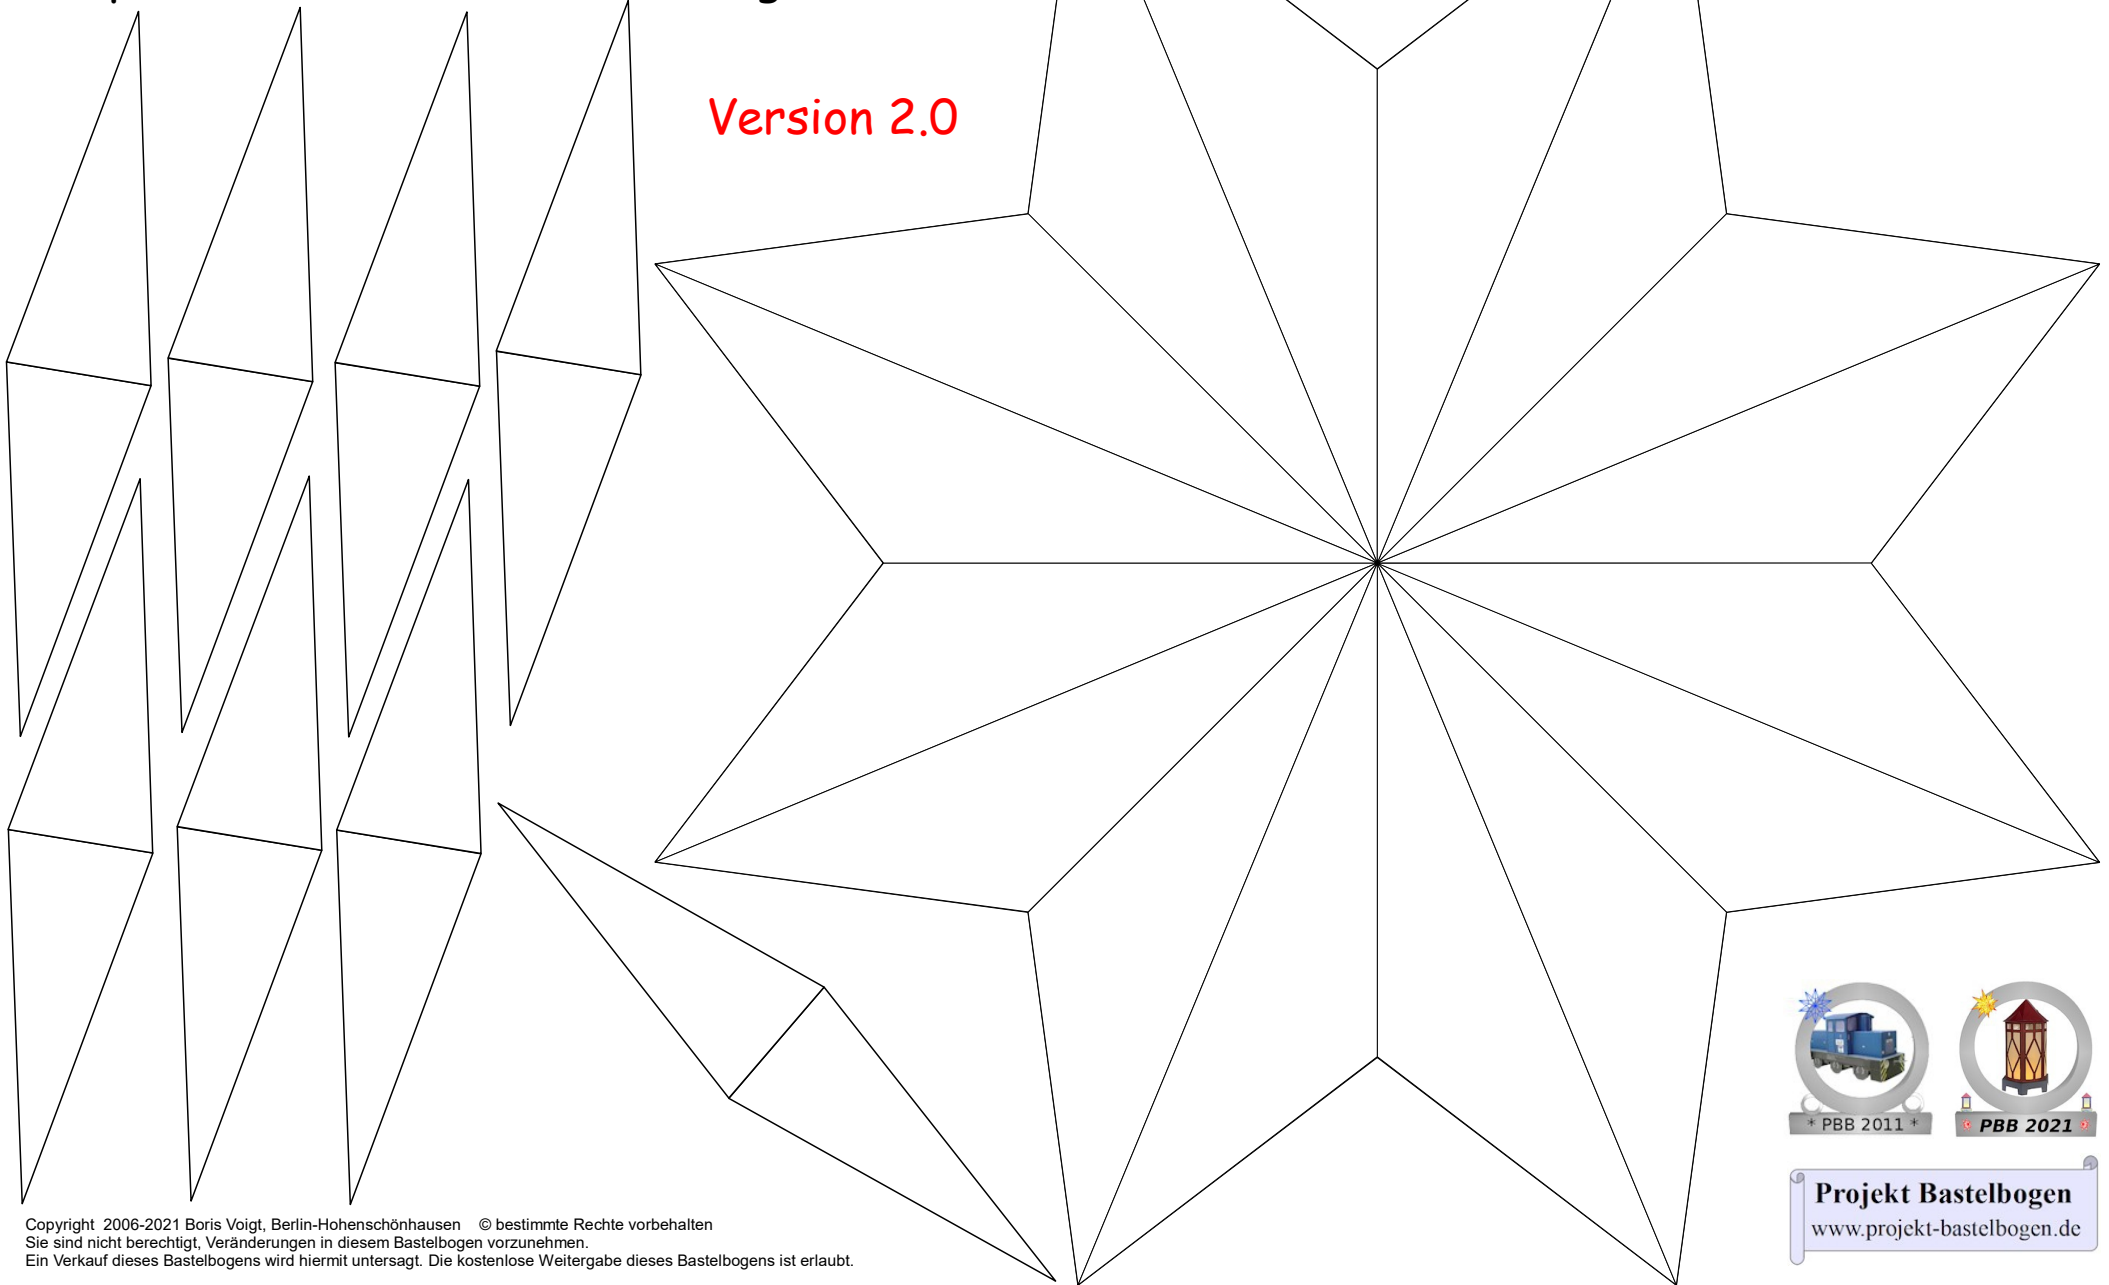 Version 2.0
* PBB 2011 *
PBB 2021
Projekt Bastelbogen
www.projekt-bastelbogen.de
Copyright 2006-2021 Boris Voigt, Berlin-Hohenschönhausen © bestimmte Rechte vorbehalten
Sie sind nicht berechtigt, Veränderungen in diesem Bastelbogen vorzunehmen.
Ein Verkauf dieses Bastelbogens wird hiermit untersagt. Die kostenlose Weitergabe dieses Bastelbogens ist erlaubt.